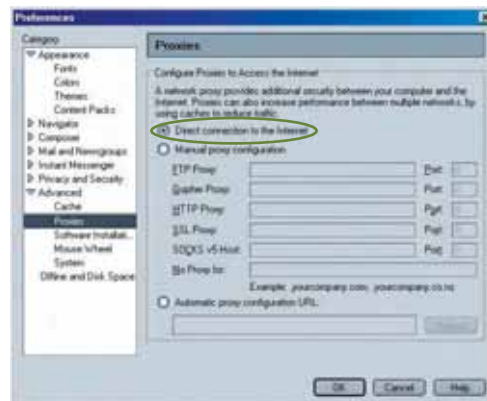 Preferences
Category
Appearance
Fonts
Colors
Themes
Content Packs
Navigator
Composer
Mail and Newsgroups
Instant Messenger
Privacy and Security
Advanced
Cache
Proxies
Software Installat...
Mouse Wheel
System
Offline and Disk Space
Proxies
Configure Proxies to Access the Internet
A network proxy provides additional security between your computer and the
Internet. Proxies can also increase performance between multiple networks, by
using caches to reduce traffic.
Direct connection to the Internet
Manual proxy configuration
FTP Proxy: Port:
Gopher Proxy: Port:
HTTP Proxy: Port:
SSL Proxy: Port:
SOCKS v5 Host: Port:
No Proxy for:
Example: .yourcompany.com, .yourcompany.co.nz
Automatic proxy configuration URL:
OK Cancel Help